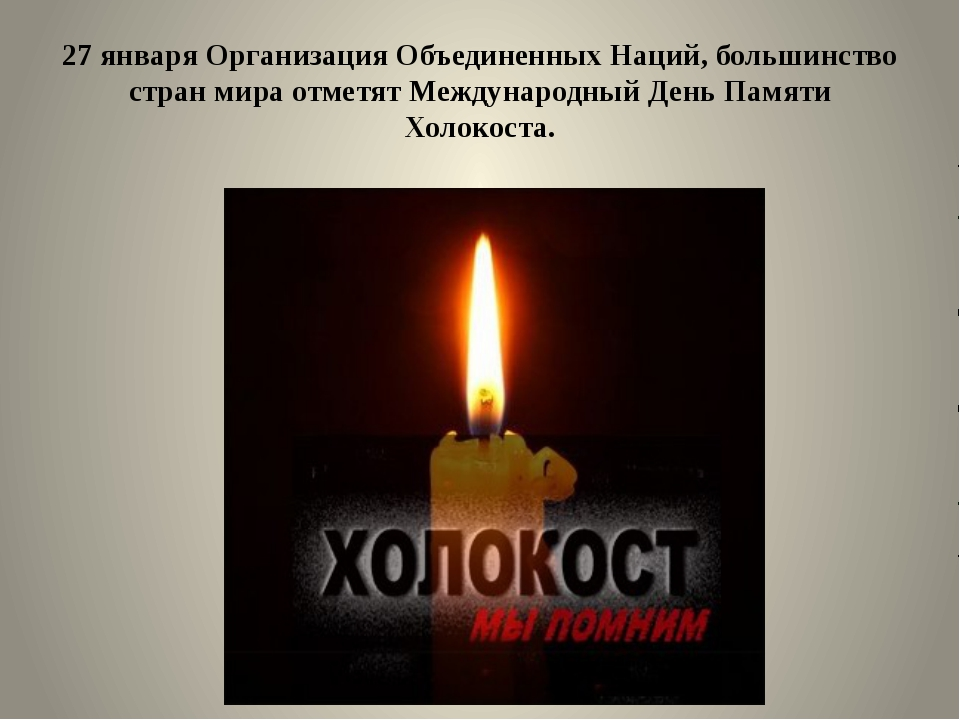 27 января Организация Объединенных Наций, большинство
стран мира отметят Международный День Памяти
Холокоста.
ХОЛОКОСТ
МЫ ПОМНИМ